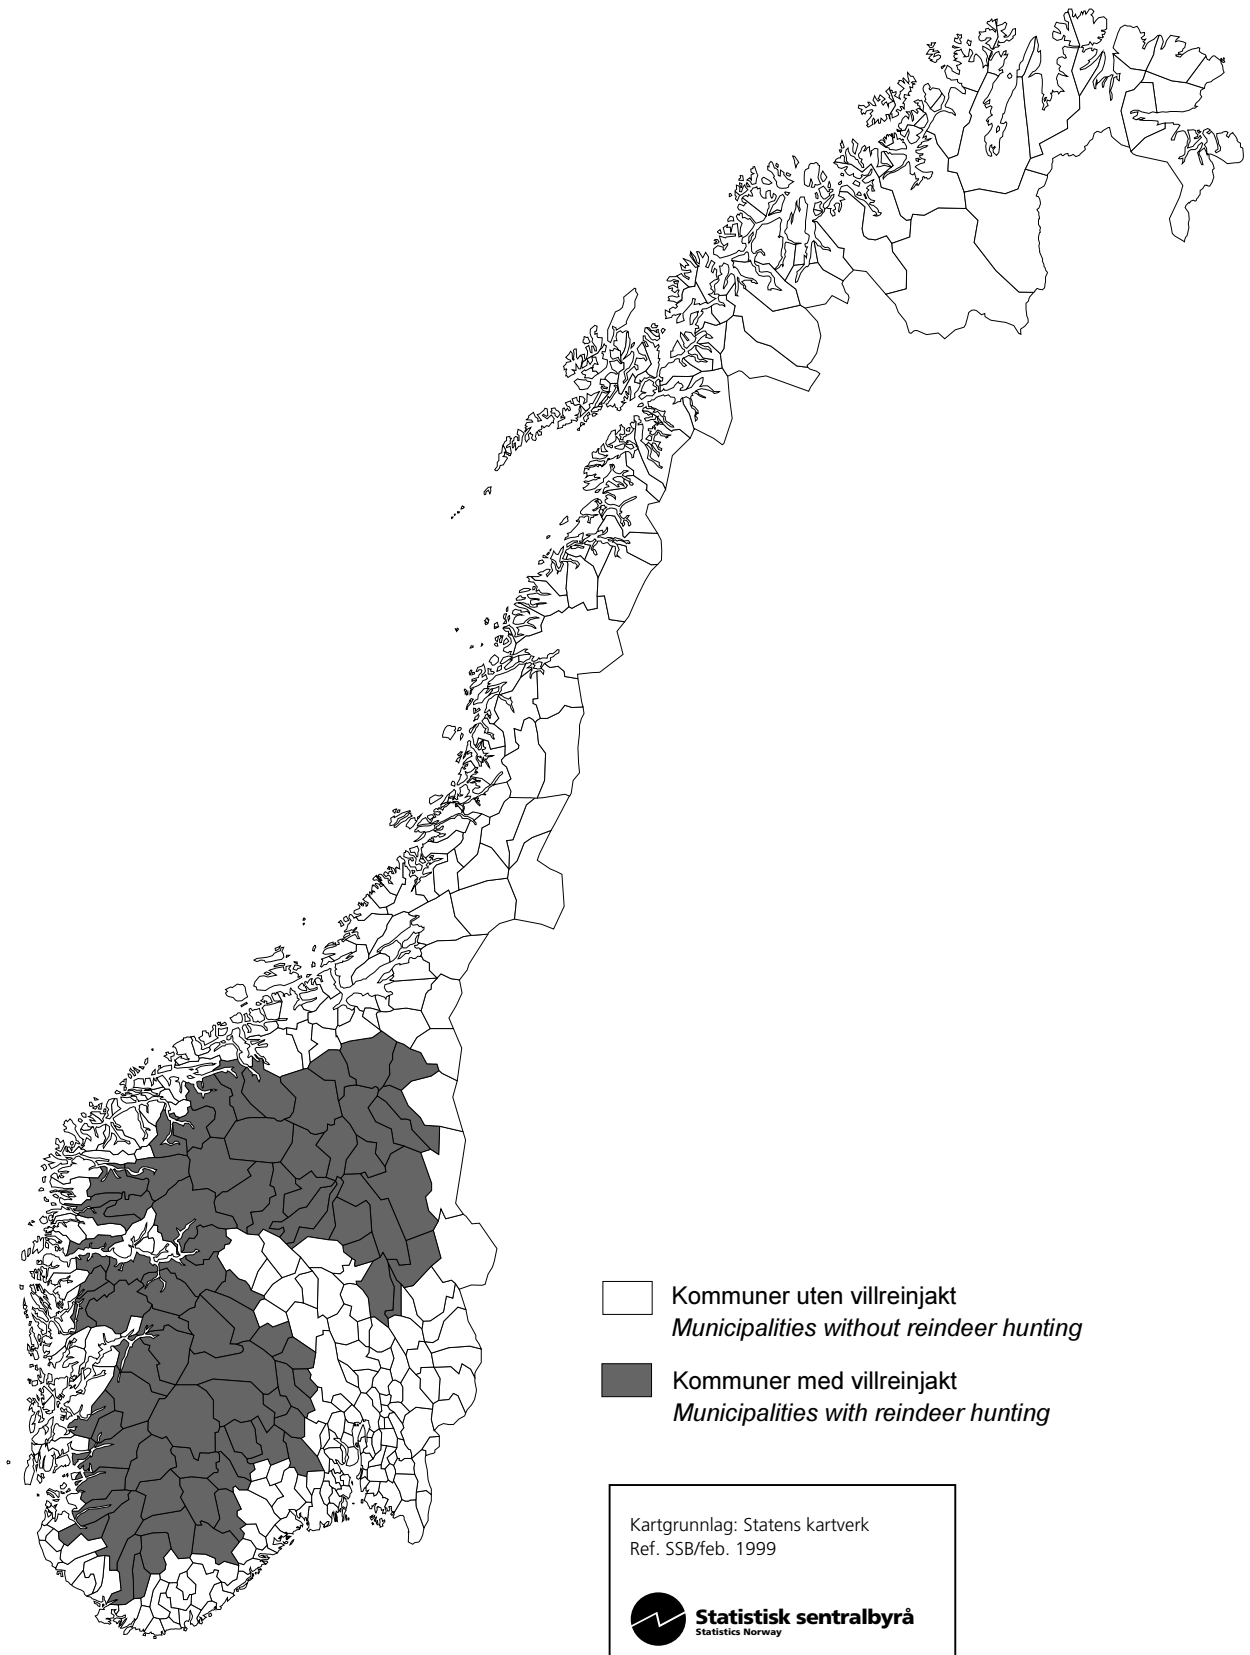 Kommuner uten villreinjakt
Municipalities without reindeer hunting
Kommuner med villreinjakt
Municipalities with reindeer hunting
Kartgrunnlag: Statens kartverk
Ref. SSB/feb. 1999
Statistisk sentralbyrå
Statistics Norway